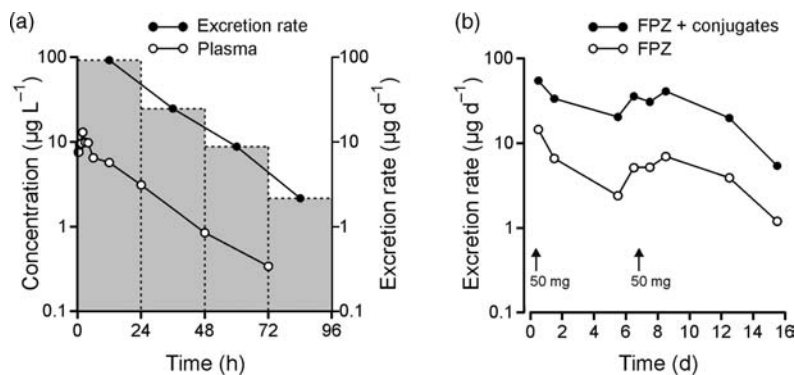 (a)
Excretion rate
Plasma
Concentration (µg L⁻¹)
100
10
1
0.1
100
10
1
0.1
Excretion rate (µg d⁻¹)
0 24 48 72 96
Time (h)
(b)
FPZ + conjugates
FPZ
Excretion rate (µg d⁻¹)
100
10
1
0.1
50 mg
50 mg
0 2 4 6 8 10 12 14 16
Time (d)